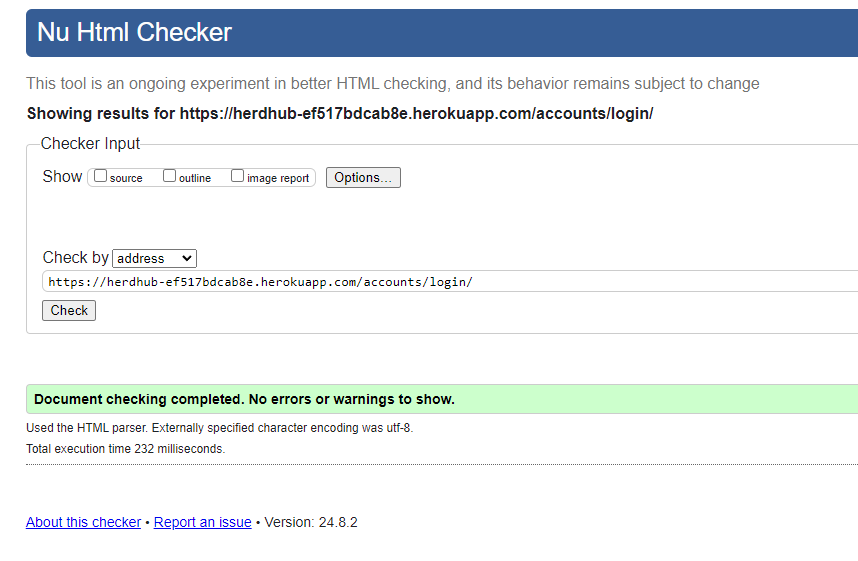 Nu Html Checker
This tool is an ongoing experiment in better HTML checking, and its behavior remains subject to change
Showing results for https://herdhub-ef517bdcab8e.herokuapp.com/accounts/login/
Checker Input
Show source outline image report Options...
Check by address
https://herdhub-ef517bdcab8e.herokuapp.com/accounts/login/
Check
Document checking completed. No errors or warnings to show.
Used the HTML parser. Externally specified character encoding was utf-8.
Total execution time 232 milliseconds.
About this checker • Report an issue • Version: 24.8.2